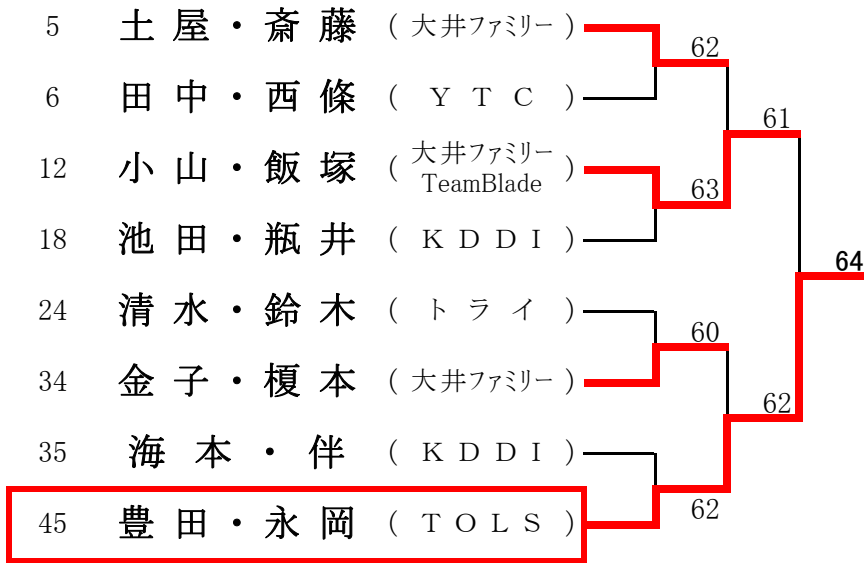 5 土屋・斎藤 (大井ファミリー)
62
6 田中・西條 (YTC)
61
12 小山・飯塚 (大井ファミリー TeamBlade)
63
18 池田・瓶井 (KDDI)
64
24 清水・鈴木 (トライ)
60
34 金子・榎本 (大井ファミリー)
62
35 海本・伴 (KDDI)
62
45 豊田・永岡 (TOLS)